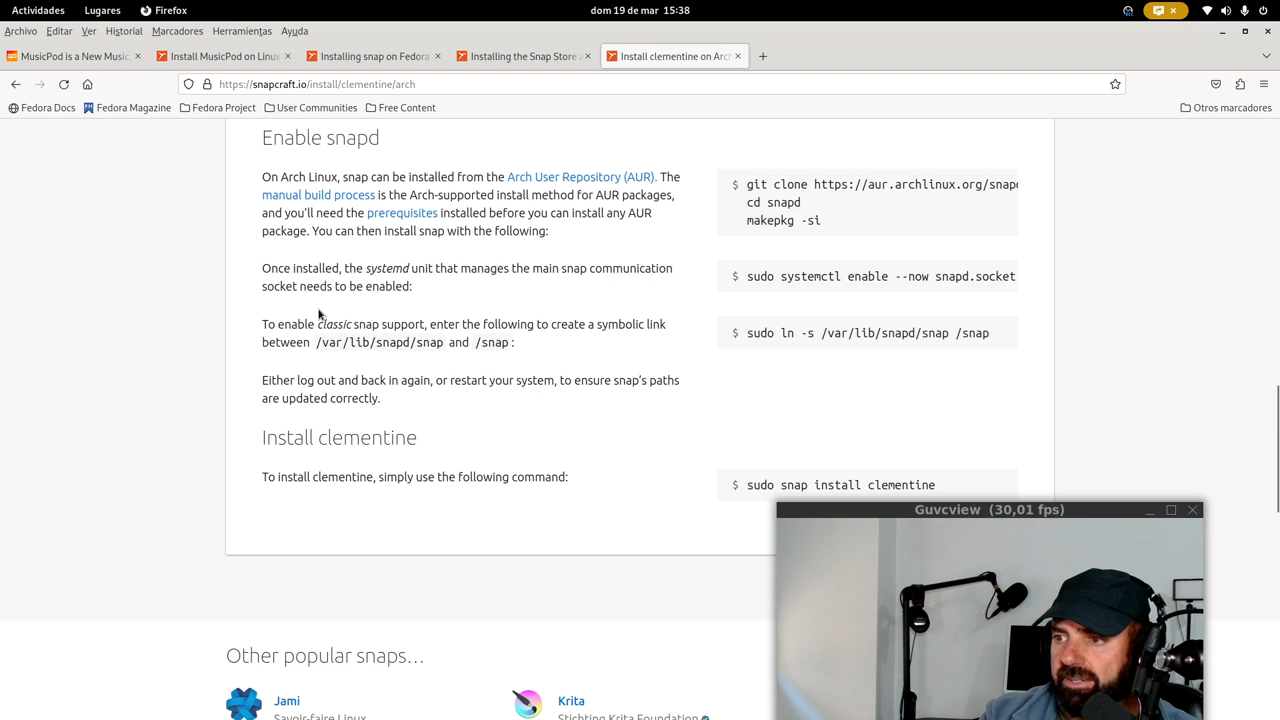 Actividades Lugares Firefox dom 19 de mar 15:38
Archivo Editar Ver Historial Marcadores Herramientas Ayuda
MusicPod is a New Music Install MusicPod on Linux Installing snap on Fedora Installing the Snap Store Install clementine on Arch
https://snapcraft.io/install/clementine/arch
Fedora Docs Fedora Magazine Fedora Project User Communities Free Content Otros marcadores
Enable snapd
On Arch Linux, snap can be installed from the Arch User Repository (AUR). The
manual build process is the Arch-supported install method for AUR packages,
and you'll need the prerequisites installed before you can install any AUR
package. You can then install snap with the following:
$ git clone https://aur.archlinux.org/snapd
cd snapd
makepkg -si
Once installed, the systemd unit that manages the main snap communication
socket needs to be enabled:
$ sudo systemctl enable --now snapd.socket
To enable classic snap support, enter the following to create a symbolic link
between /var/lib/snapd/snap and /snap :
$ sudo ln -s /var/lib/snapd/snap /snap
Either log out and back in again, or restart your system, to ensure snap's paths
are updated correctly.
Install clementine
To install clementine, simply use the following command:
$ sudo snap install clementine
Guvcview (30,01 fps)
Other popular snaps…
Jami
Savoir-faire Linux
Krita
Stichting Krita Foundation